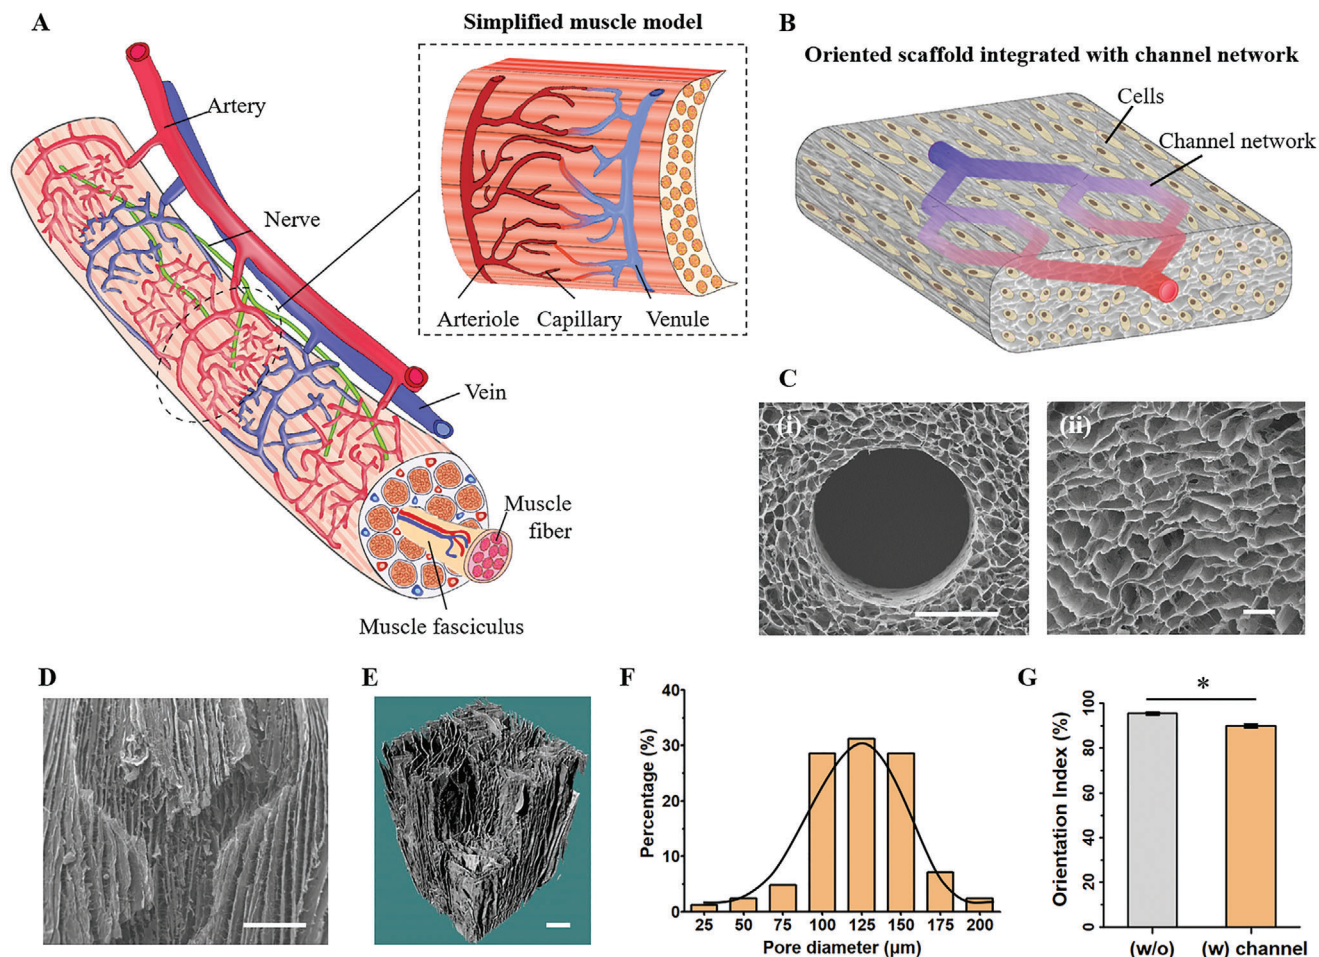 A
Simplified muscle model
Artery
Nerve
Arteriole
Capillary
Venule
Vein
Muscle
fiber
Muscle fasciculus
B
Oriented scaffold integrated with channel network
Cells
Channel network
C
(i)
(ii)
D
E
F
Percentage (%)
40
30
20
10
0
25 50 75 100 125 150 175 200
Pore diameter (µm)
G
Orientation Index (%)
100
80
60
40
20
0
*
(w/o) (w) channel